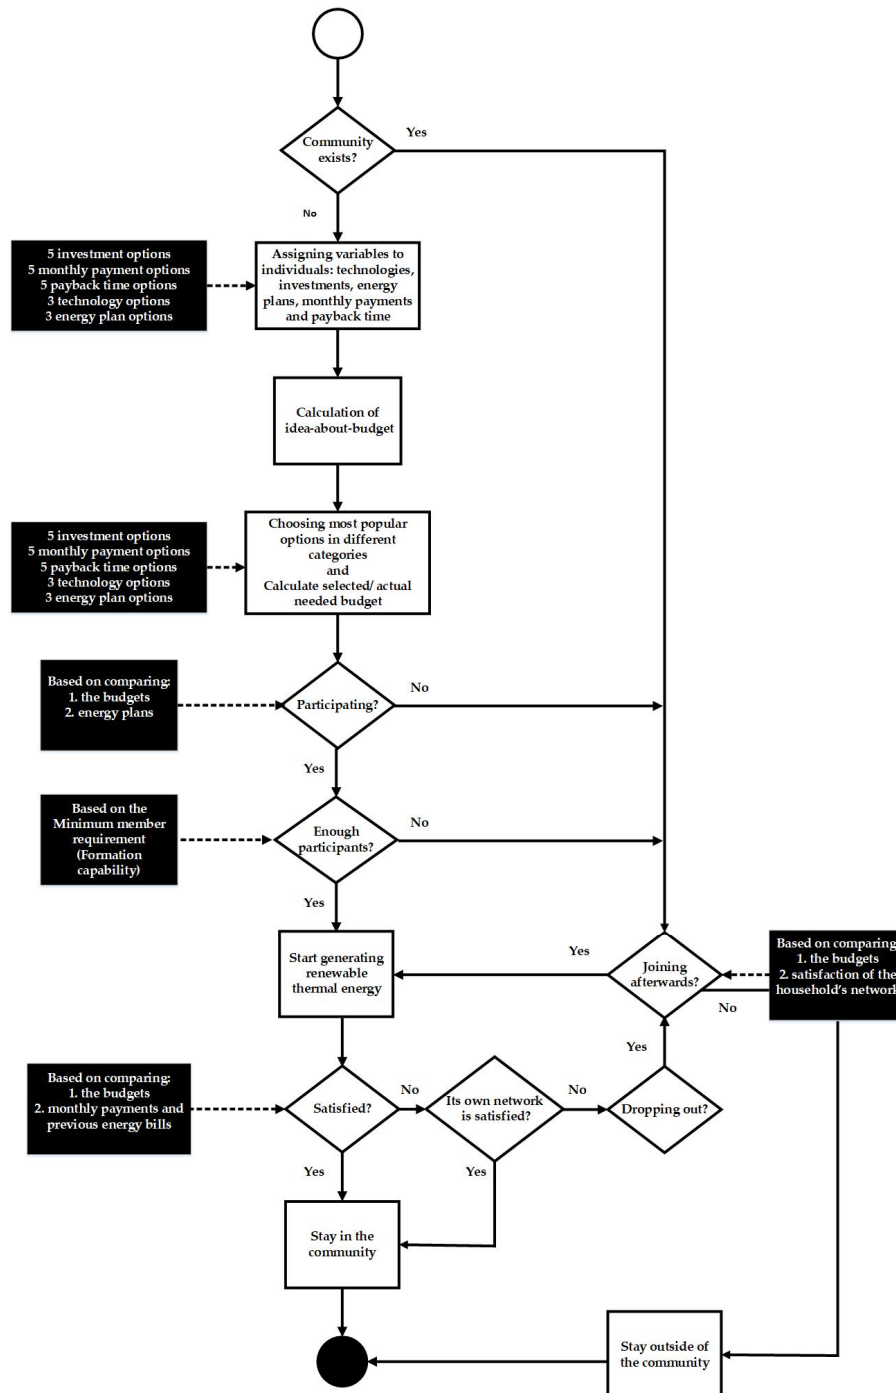 Community
exists?
Yes
No
5 investment options
5 monthly payment options
5 payback time options
3 technology options
3 energy plan options
Assigning variables to
individuals: technologies,
investments, energy
plans, monthly payments
and payback time
Calculation of
idea-about-budget
5 investment options
5 monthly payment options
5 payback time options
3 technology options
3 energy plan options
Choosing most popular
options in different
categories
and
Calculate selected/ actual
needed budget
Based on comparing:
1. the budgets
2. energy plans
Participating?
No
Yes
Based on the
Minimum member
requirement
(Formation
capability)
Enough
participants?
No
Yes
Start generating
renewable
thermal energy
Yes
Joining
afterwards?
No
Based on comparing
1. the budgets
2. satisfaction of the
household's network
Yes
Based on comparing:
1. the budgets
2. monthly payments and
previous energy bills
Satisfied?
No
Its own network
is satisfied?
No
Dropping out?
Yes
Yes
Stay in the
community
Stay outside of
the community